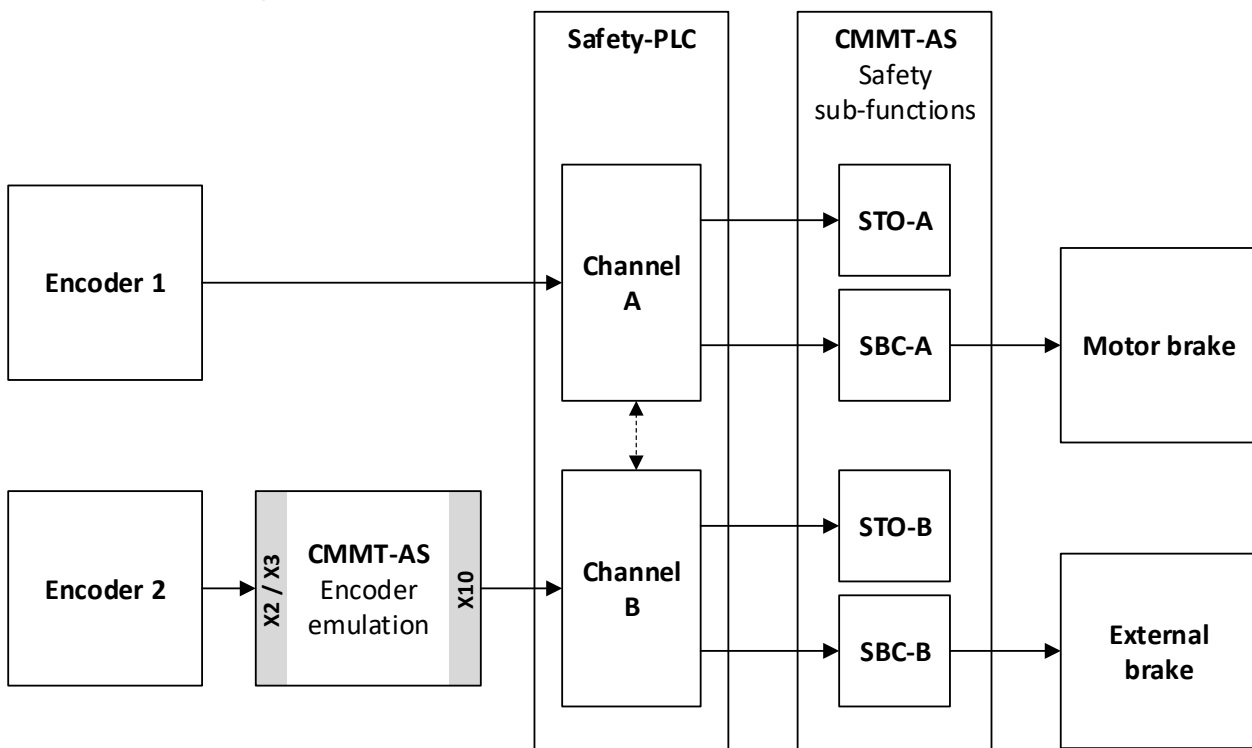 Safety-PLC
CMMT-AS
Safety
sub-functions
Encoder 1
Channel
A
STO-A
SBC-A
Motor brake
Encoder 2
X2 / X3
CMMT-AS
Encoder
emulation
X10
Channel
B
STO-B
SBC-B
External
brake